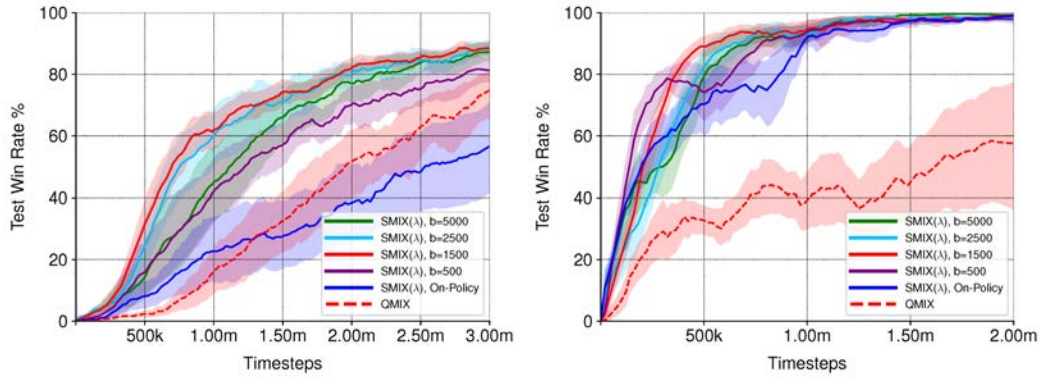 100
80
60
40
20
0
Test Win Rate %
500k
1.00m
1.50m
2.00m
2.50m
3.00m
Timesteps
SMIX(λ), b=5000
SMIX(λ), b=2500
SMIX(λ), b=1500
SMIX(λ), b=500
SMIX(λ), On-Policy
QMIX
100
80
60
40
20
0
Test Win Rate %
500k
1.00m
1.50m
2.00m
Timesteps
SMIX(λ), b=5000
SMIX(λ), b=2500
SMIX(λ), b=1500
SMIX(λ), b=500
SMIX(λ), On-Policy
QMIX